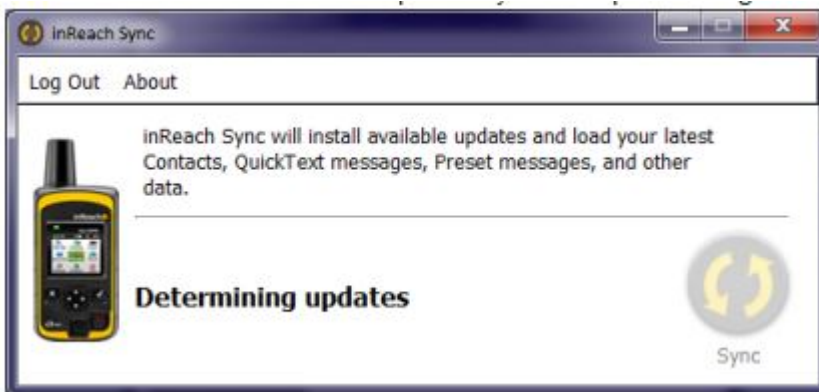 inReach Sync
Log Out About
inReach Sync will install available updates and load your latest
Contacts, QuickText messages, Preset messages, and other
data.
Determining updates
Sync